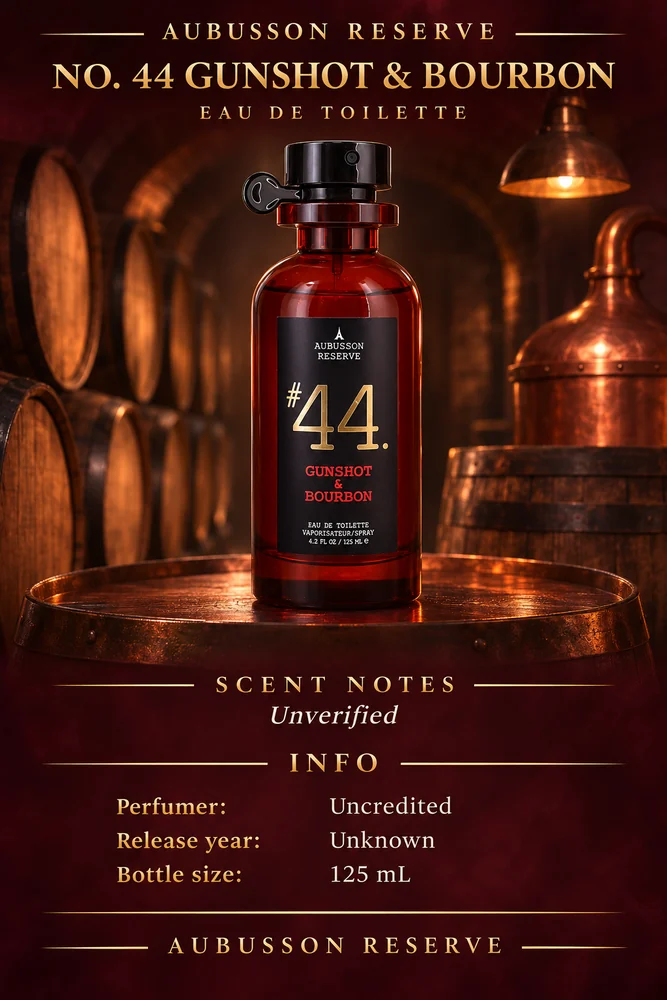 AUBUSSON RESERVE
NO. 44 GUNSHOT & BOURBON
EAU DE TOILETTE
AUBUSSON
RESERVE
#44.
GUNSHOT
&
BOURBON
EAU DE TOILETTE
VAPORISATEUR/SPRAY
4.2 FL OZ / 125 ML ℮
SCENT NOTES
Unverified
INFO
Perfumer: Uncredited
Release year: Unknown
Bottle size: 125 mL
AUBUSSON RESERVE